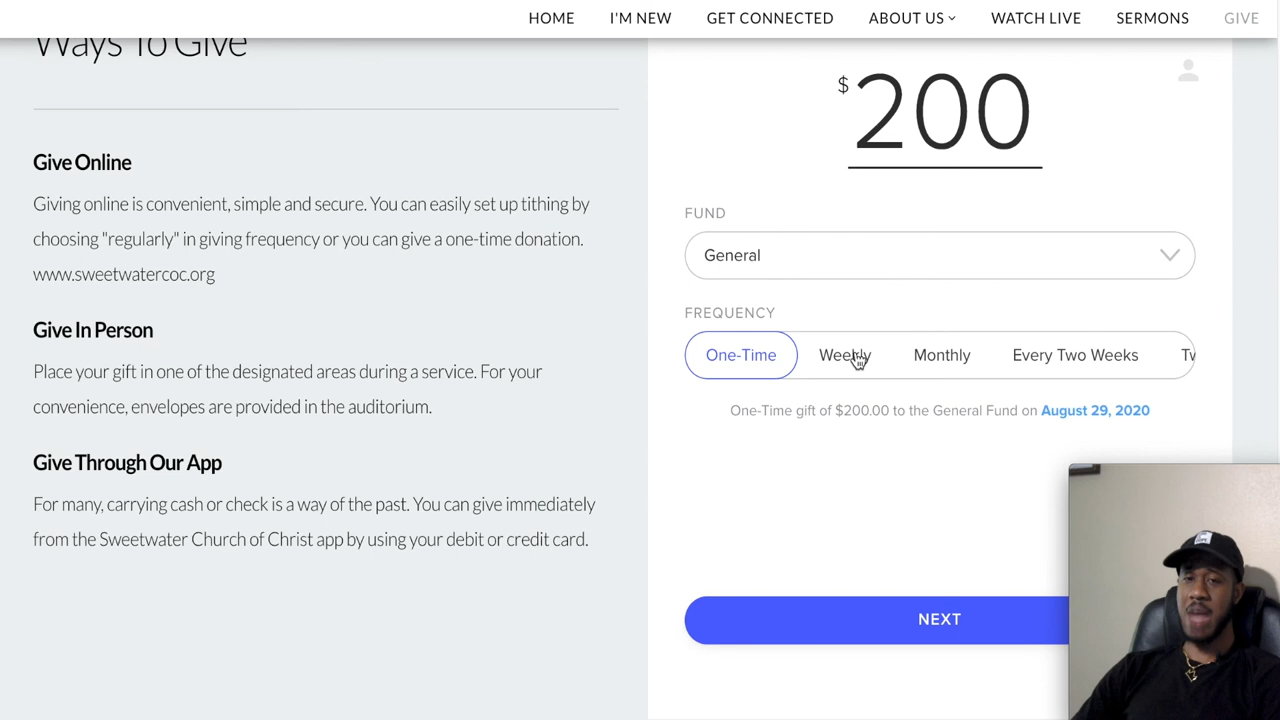 HOME I'M NEW GET CONNECTED ABOUT US WATCH LIVE SERMONS GIVE
Ways To Give
Give Online
Giving online is convenient, simple and secure. You can easily set up tithing by
choosing "regularly" in giving frequency or you can give a one-time donation.
www.sweetwatercoc.org
Give In Person
Place your gift in one of the designated areas during a service. For your
convenience, envelopes are provided in the auditorium.
Give Through Our App
For many, carrying cash or check is a way of the past. You can give immediately
from the Sweetwater Church of Christ app by using your debit or credit card.
$200
FUND
General
FREQUENCY
One-Time Weekly Monthly Every Two Weeks Tw
One-Time gift of $200.00 to the General Fund on August 29, 2020
NEXT